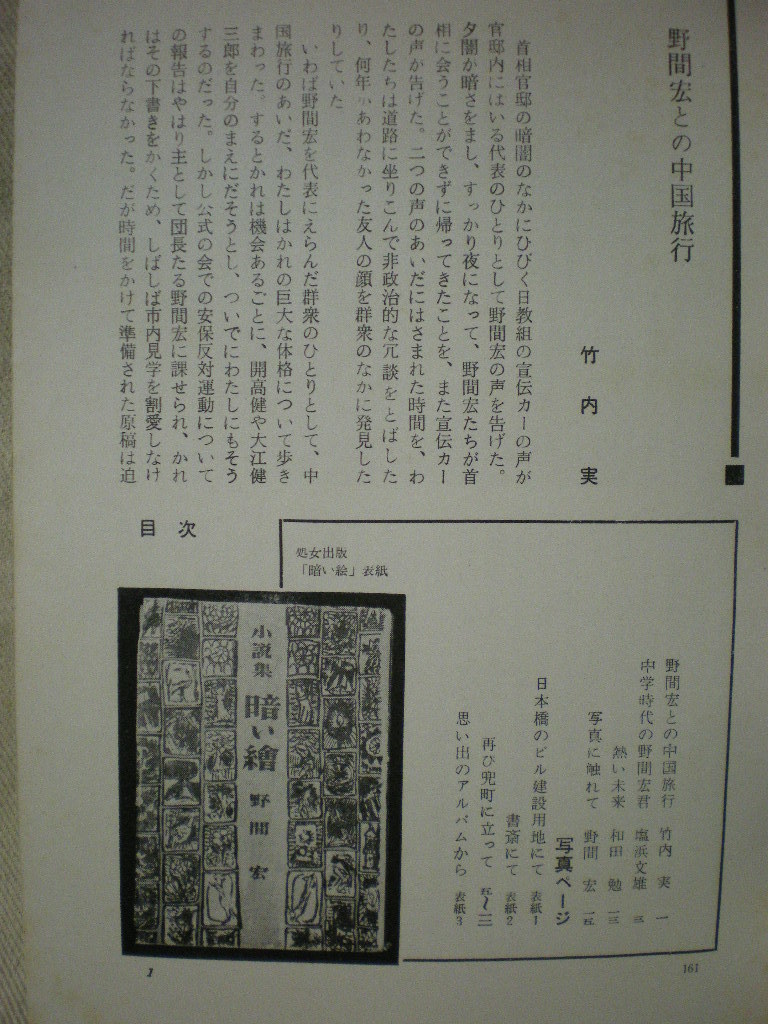 野間宏との中国旅行
竹内実
首相官邸の暗闇のなかにひびく日教組の宣伝カーの声が
官邸内にはいる代表のひとりとして野間宏の声を告げた。
夕闇が暗さをまし、すっかり夜になって、野間宏たちが首
相に会うことができずに帰ってきたことを、また宣伝カー
の声が告げた。二つの声のあいだにはさまれた時間を、わ
たしたちは道路に坐りこんで非政治的な冗談をとばした
り、何年かあわなかった友人の顔を群衆のなかに発見した
りしていた
いわば野間宏を代表にえらんだ群衆のひとりとして、中
国旅行のあいだ、わたしはかれの巨大な体格について歩き
まわった。するとかれは機会あるごとに、開高健や大江健
三郎を自分のまえにだそうとし、ついでにわたしにもそう
するのだった。しかし公式の会での安保反対運動について
の報告はやはり主として団長たる野間宏に課せられ、かれ
はその下書きをかくため、しばしば市内見学を割愛しなけ
ればならなかった。だが時間をかけて準備された原稿は迫
目次
野間宏との中国旅行 竹内 実 一
中学時代の野間宏君 塩浜文雄 三
熱い未来 和田 勉 一三
写真に触れて 野間 宏 一五
写真ページ
日本橋のビル建設用地にて 表紙1
書斎にて 表紙2
再び兜町に立って 五〜一三
思い出のアルバムから 表紙3
処女出版
「暗い絵」表紙
小説集
暗い繪
野間宏
1
161